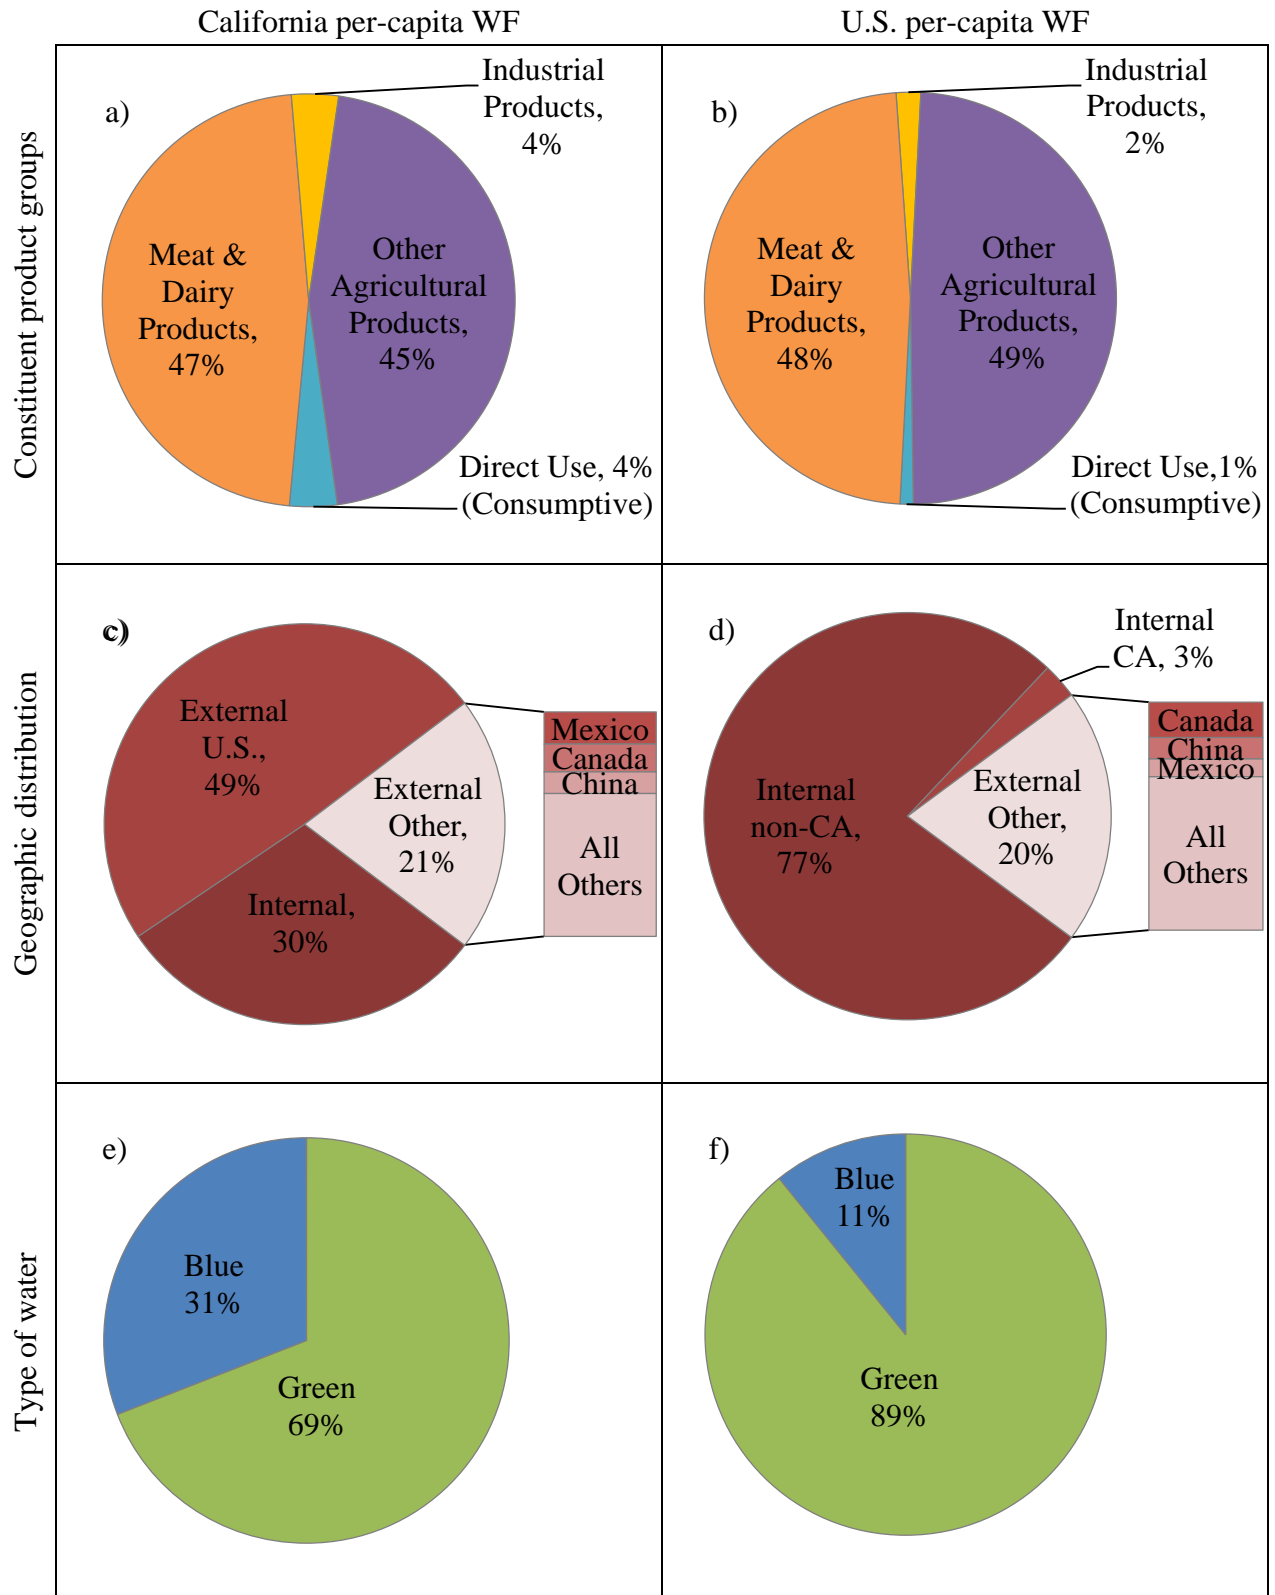 California per-capita WF
U.S. per-capita WF
Constituent product groups
a)
Industrial
Products,
4%
Meat &
Dairy
Products,
47%
Other
Agricultural
Products,
45%
Direct Use, 4%
(Consumptive)
b)
Industrial
Products,
2%
Meat &
Dairy
Products,
48%
Other
Agricultural
Products,
49%
Direct Use,1%
(Consumptive)
Geographic distribution
c)
External
U.S.,
49%
External
Other,
21%
Internal,
30%
Mexico
Canada
China
All
Others
d)
Internal
CA, 3%
Internal
non-CA,
77%
External
Other,
20%
Canada
China
Mexico
All
Others
Type of water
e)
Blue
31%
Green
69%
f)
Blue
11%
Green
89%